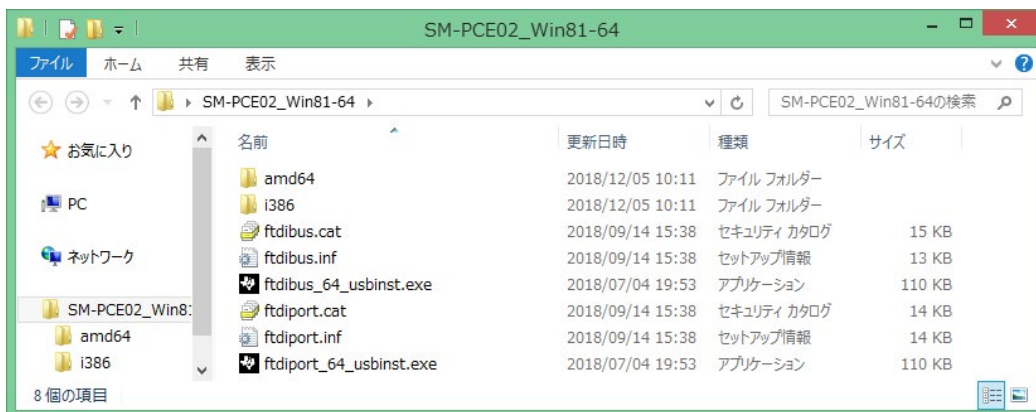 SM-PCE02_Win81-64
ファイル ホーム 共有 表示
SM-PCE02_Win81-64 SM-PCE02_Win81-64の検索
名前 更新日時 種類 サイズ
お気に入り
PC
ネットワーク
SM-PCE02_Win81
amd64
i386
amd64 2018/12/05 10:11 ファイル フォルダー
i386 2018/12/05 10:11 ファイル フォルダー
ftdibus.cat 2018/09/14 15:38 セキュリティ カタログ 15 KB
ftdibus.inf 2018/09/14 15:38 セットアップ情報 13 KB
ftdibus_64_usbinst.exe 2018/07/04 19:53 アプリケーション 110 KB
ftdiport.cat 2018/09/14 15:38 セキュリティ カタログ 14 KB
ftdiport.inf 2018/09/14 15:38 セットアップ情報 14 KB
ftdiport_64_usbinst.exe 2018/07/04 19:53 アプリケーション 110 KB
8 個の項目